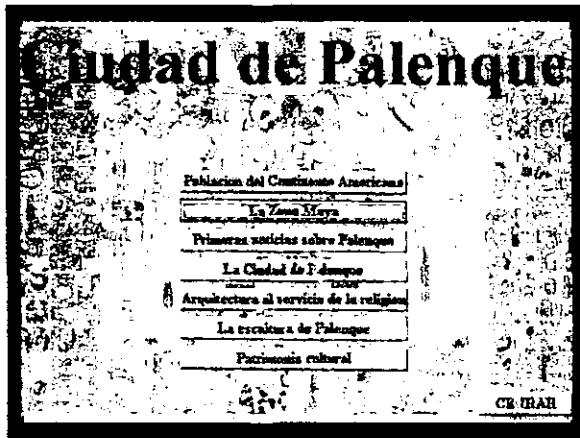 Ciudad de Palenque
Poblacion del Continente Americano
La Zona Maya
Primeras noticias sobre Palenque
La Ciudad de Palenque
Arquitectura al servicio de la religion
La escritura de Palenque
Patrimonio cultural
CERRAR